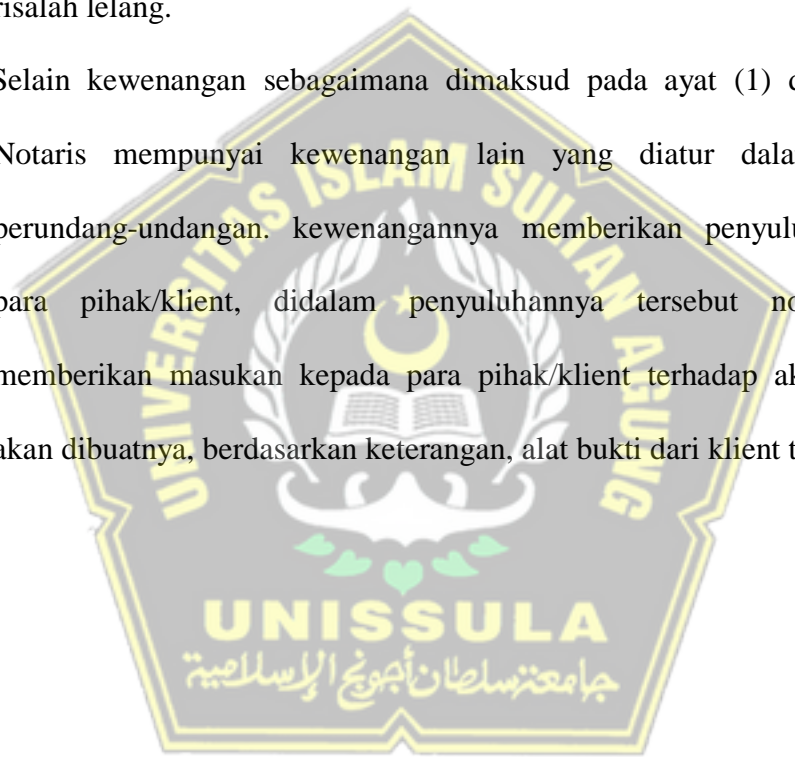 risalah lelang.
Selain kewenangan sebagaimana dimaksud pada ayat (1) d
Notaris mempunyai kewenangan lain yang diatur dala
perundang-undangan. kewenangannya memberikan penyulu
para pihak/klient, didalam penyuluhannya tersebut no
memberikan masukan kepada para pihak/klient terhadap ak
akan dibuatnya, berdasarkan keterangan, alat bukti dari klient t
UNIVERSITAS ISLAM SULTAN AGUNG
UNISSULA
جامعة سلطان أجونج الإسلامية